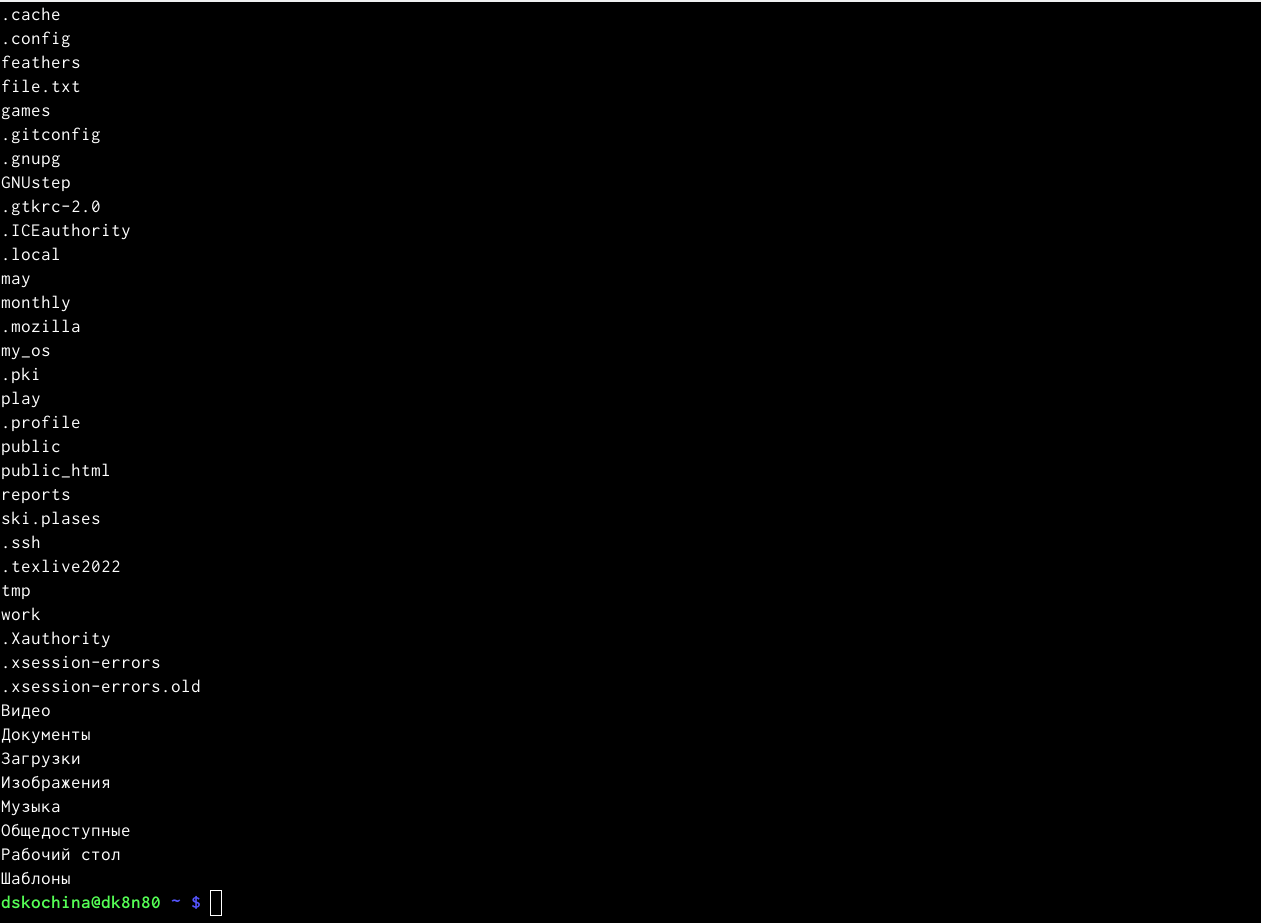 .cache
.config
feathers
file.txt
games
.gitconfig
.gnupg
GNUstep
.gtkrc-2.0
.ICEauthority
.local
may
monthly
.mozilla
my_os
.pki
play
.profile
public
public_html
reports
ski.plases
.ssh
.texlive2022
tmp
work
.Xauthority
.xsession-errors
.xsession-errors.old
Видео
Документы
Загрузки
Изображения
Музыка
Общедоступные
Рабочий стол
Шаблоны
dskochina@dk8n80 ~ $